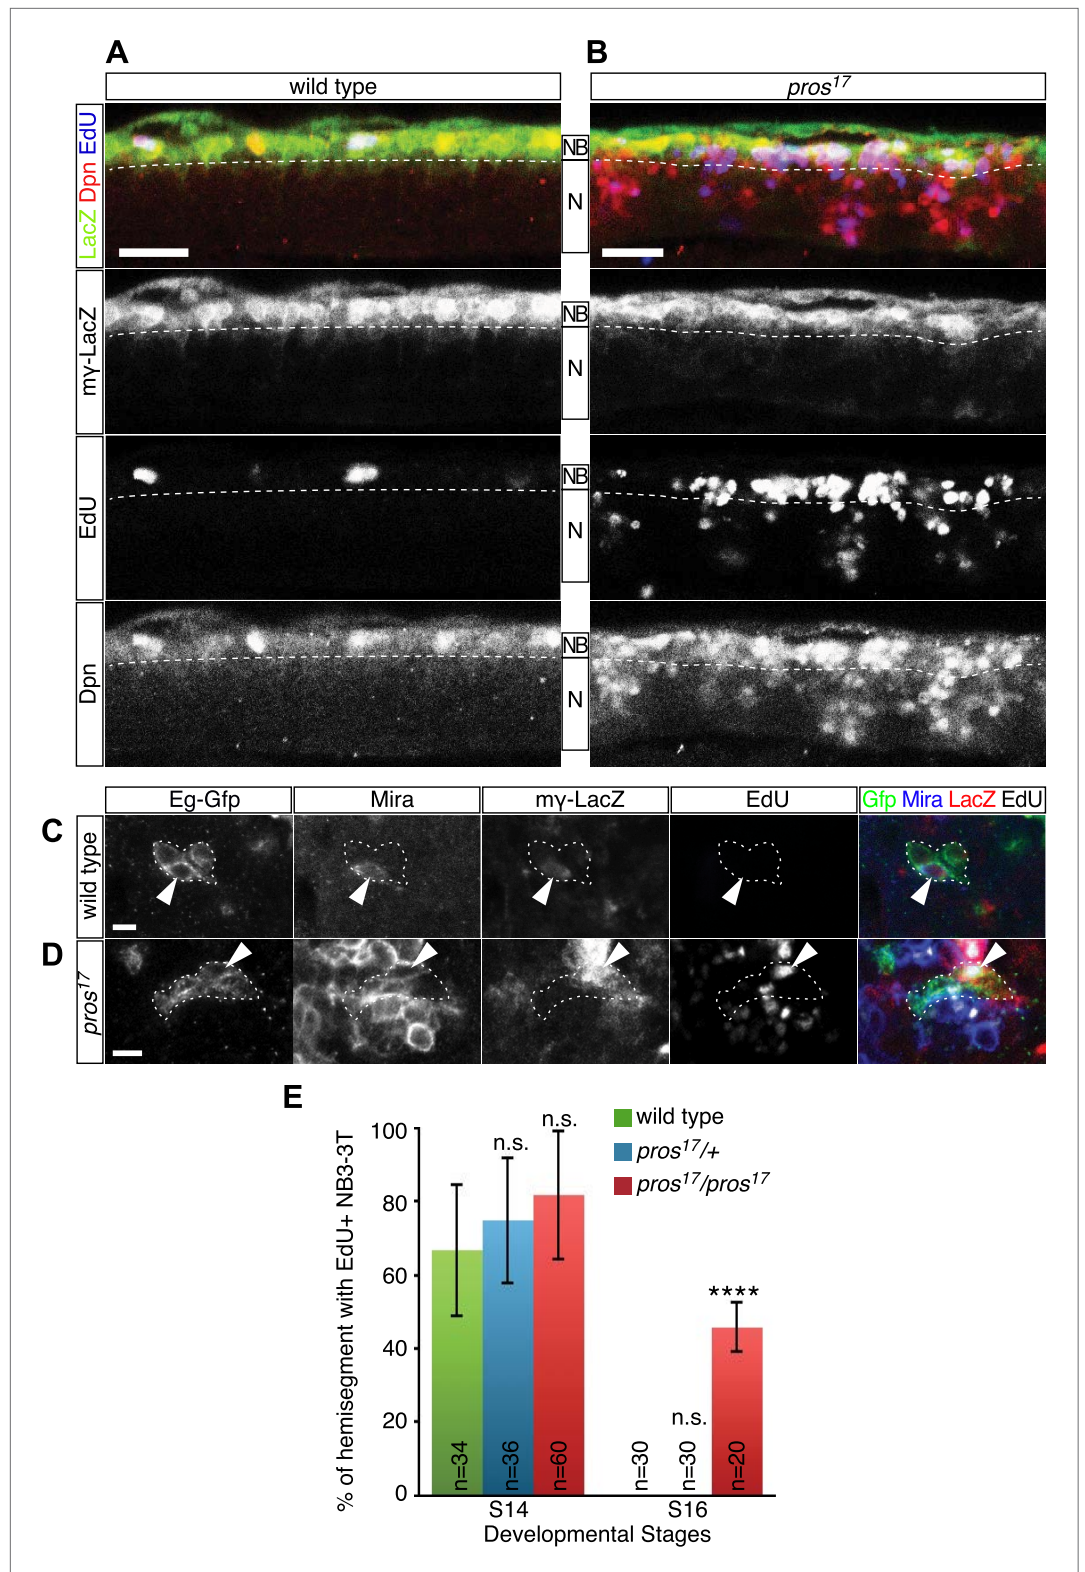 A
B
wild type
pros17
LacZ Dpn EdU
NB
N
mγ-LacZ
NB
N
EdU
NB
N
Dpn
NB
N
Eg-Gfp
Mira
mγ-LacZ
EdU
Gfp Mira LacZ EdU
C
wild type
D
pros17
E
% of hemisegment with EdU+ NB3-3T
100
80
60
40
20
0
n.s.
n.s.
wild type
pros17/+
pros17/pros17
****
n.s.
n=34
n=36
n=60
n=30
n=30
n=20
S14
S16
Developmental Stages